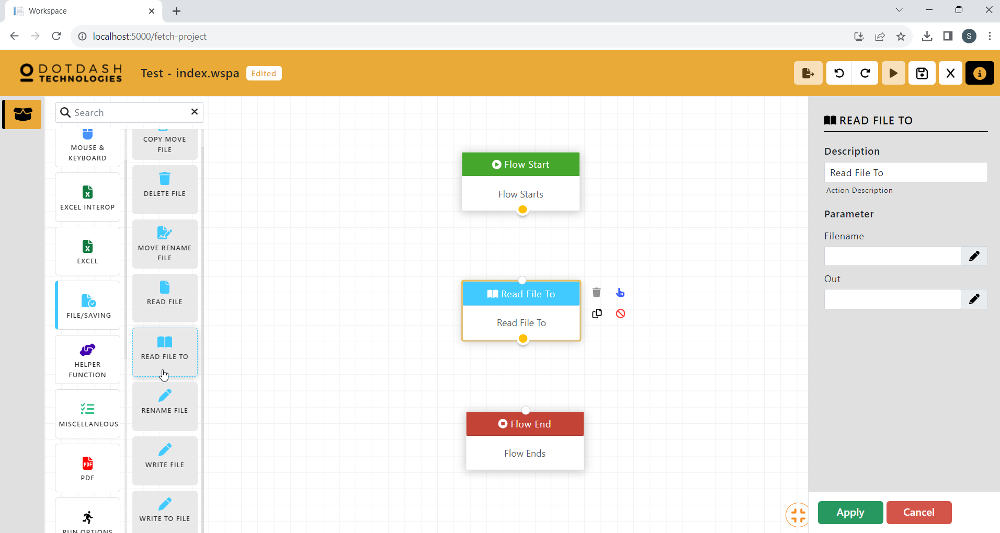 Workspace
localhost:5000/fetch-project
S
DOTDASH
TECHNOLOGIES
Test - index.wspa
Edited
Search
MOUSE &
KEYBOARD
EXCEL INTEROP
EXCEL
FILE/SAVING
HELPER
FUNCTION
MISCELLANEOUS
PDF
PDF
RUN OPTIONS
COPY MOVE
FILE
DELETE FILE
MOVE RENAME
FILE
READ FILE
READ FILE TO
RENAME FILE
WRITE FILE
WRITE TO FILE
Flow Start
Flow Starts
Read File To
Read File To
Flow End
Flow Ends
READ FILE TO
Description
Read File To
Action Description
Parameter
Filename
Out
Apply
Cancel